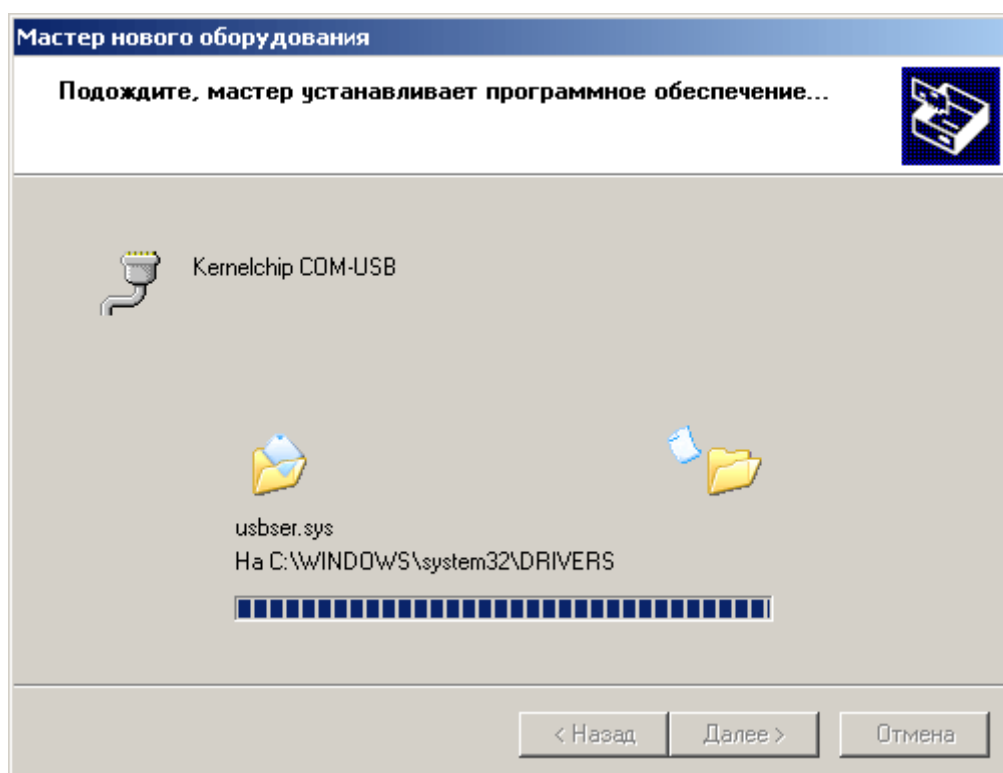 Мастер нового оборудования
Подождите, мастер устанавливает программное обеспечение...
Kernelchip COM-USB
usbser.sys
На C:\WINDOWS\system32\DRIVERS
< Назад
Далее >
Отмена